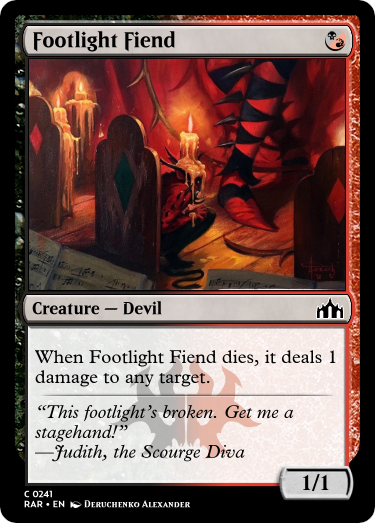 Footlight Fiend
Creature — Devil
When Footlight Fiend dies, it deals 1
damage to any target.
“This footlight's broken. Get me a
stagehand!”
—Judith, the Scourge Diva
1/1
C 0241
RAR • EN Deruchenko Alexander